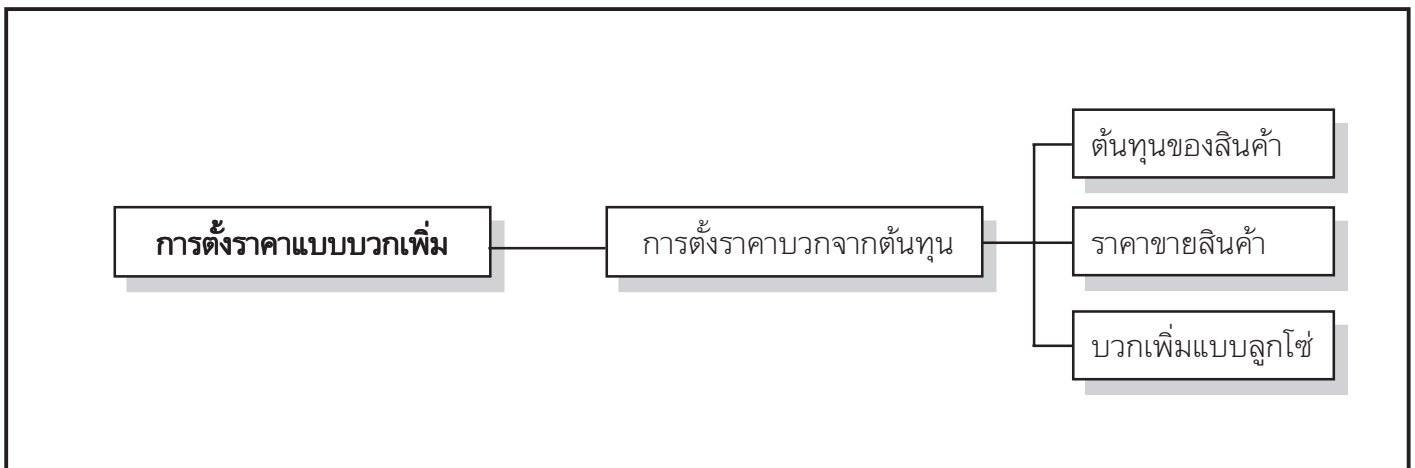 การตั้งราคาแบบบวกเพิ่ม
การตั้งราคาบวกจากต้นทุน
ต้นทุนของสินค้า
ราคาขายสินค้า
บวกเพิ่มแบบลูกโซ่